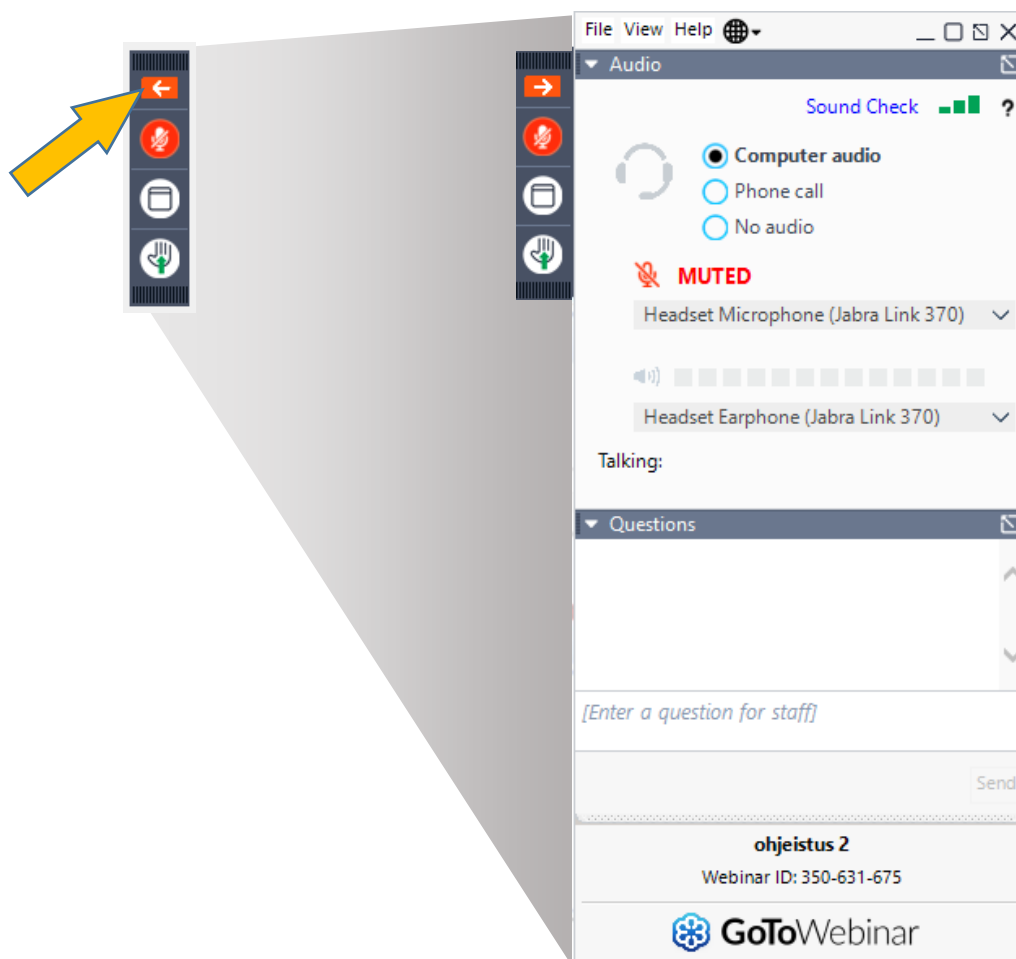 File View Help
Audio
Sound Check ?
Computer audio
Phone call
No audio
MUTED
Headset Microphone (Jabra Link 370)
Headset Earphone (Jabra Link 370)
Talking:
Questions
[Enter a question for staff]
Send
ohjeistus 2
Webinar ID: 350-631-675
GoToWebinar